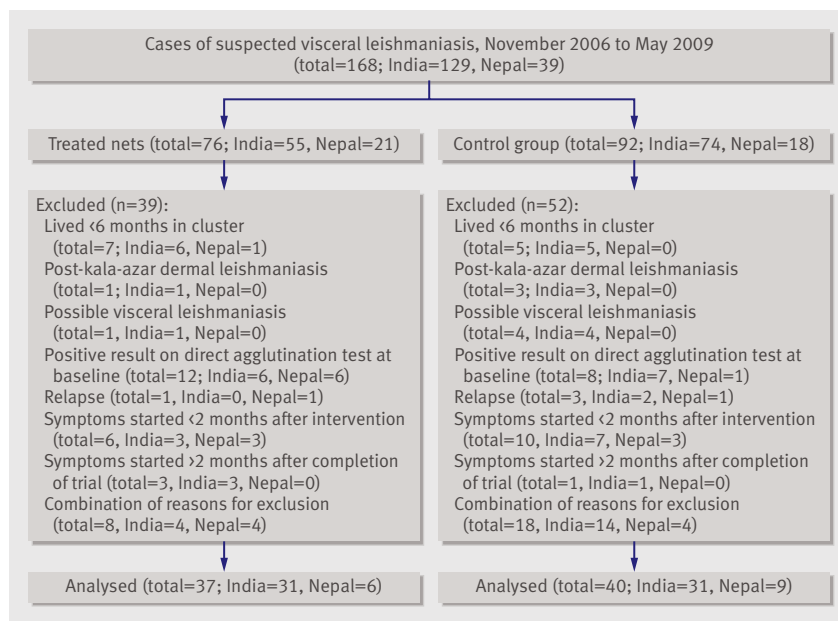 Cases of suspected visceral leishmaniasis, November 2006 to May 2009
(total=168; India=129, Nepal=39)
Treated nets (total=76; India=55, Nepal=21)
Control group (total=92; India=74, Nepal=18)
Excluded (n=39):
Lived <6 months in cluster
(total=7; India=6, Nepal=1)
Post-kala-azar dermal leishmaniasis
(total=1; India=1, Nepal=0)
Possible visceral leishmaniasis
(total=1, India=1, Nepal=0)
Positive result on direct agglutination test at
baseline (total=12; India=6, Nepal=6)
Relapse (total=1, India=0, Nepal=1)
Symptoms started <2 months after intervention
(total=6, India=3, Nepal=3)
Symptoms started >2 months after completion
of trial (total=3, India=3, Nepal=0)
Combination of reasons for exclusion
(total=8, India=4, Nepal=4)
Excluded (n=52):
Lived <6 months in cluster
(total=5; India=5, Nepal=0)
Post-kala-azar dermal leishmaniasis
(total=3; India=3, Nepal=0)
Possible visceral leishmaniasis
(total=4, India=4, Nepal=0)
Positive result on direct agglutination test at
baseline (total=8; India=7, Nepal=1)
Relapse (total=3, India=2, Nepal=1)
Symptoms started <2 months after intervention
(total=10, India=7, Nepal=3)
Symptoms started >2 months after completion
of trial (total=1, India=1, Nepal=0)
Combination of reasons for exclusion
(total=18, India=14, Nepal=4)
Analysed (total=37; India=31, Nepal=6)
Analysed (total=40; India=31, Nepal=9)